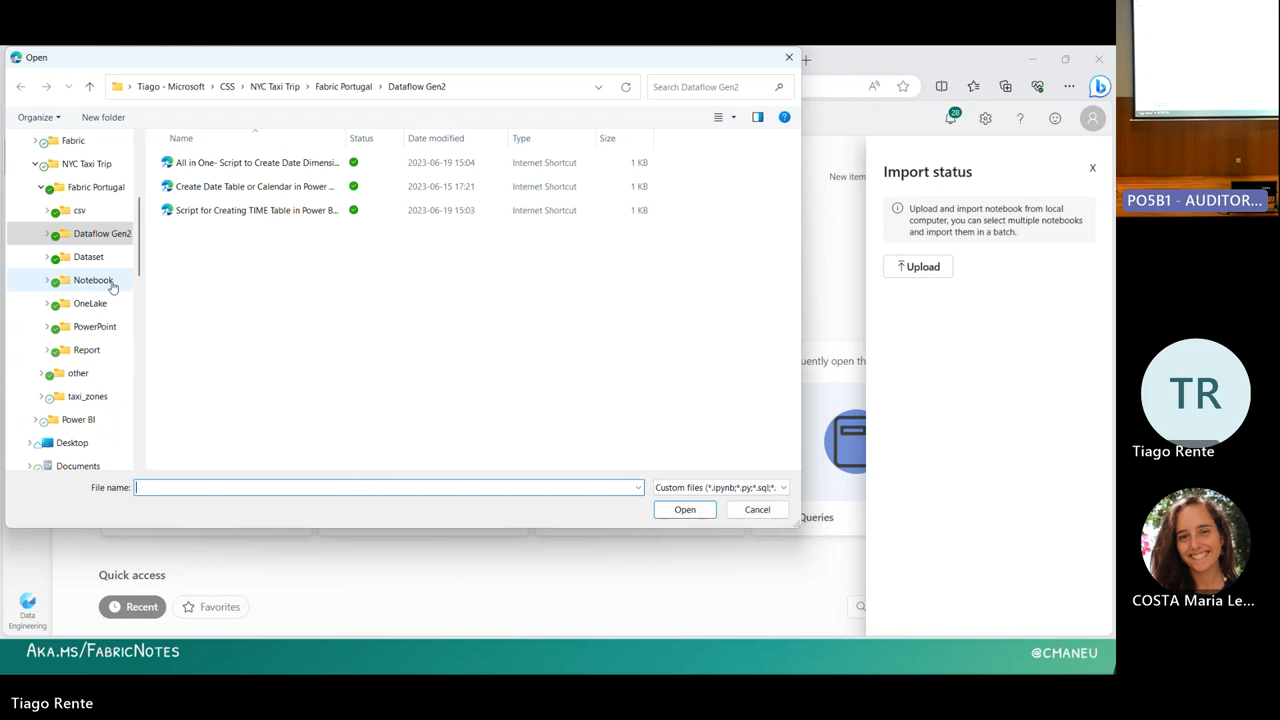 Open
Tiago - Microsoft > CSS > NYC Taxi Trip > Fabric Portugal > Dataflow Gen2
Search Dataflow Gen2
Organize
New folder
Name
Status
Date modified
Type
Size
All in One- Script to Create Date Dimensi...
2023-06-19 15:04
Internet Shortcut
1 KB
Create Date Table or Calendar in Power ...
2023-06-15 17:21
Internet Shortcut
1 KB
Script for Creating TIME Table in Power B...
2023-06-19 15:03
Internet Shortcut
1 KB
Fabric
NYC Taxi Trip
Fabric Portugal
csv
Dataflow Gen2
Dataset
Notebook
OneLake
PowerPoint
Report
other
taxi_zones
Power BI
Desktop
Documents
File name:
Custom files (*.ipynb;*.py;*.sql;*.
Open
Cancel
28
New item
Import status
X
Upload and import notebook from local
computer, you can select multiple notebooks
and import them in a batch.
Upload
uently open th
Queries
Quick access
Recent
Favorites
Data
Engineering
AKA.MS/FABRICNOTES
@CMANEU
Tiago Rente
PO5B1 - AUDITOR...
TR
Tiago Rente
COSTA Maria Le...